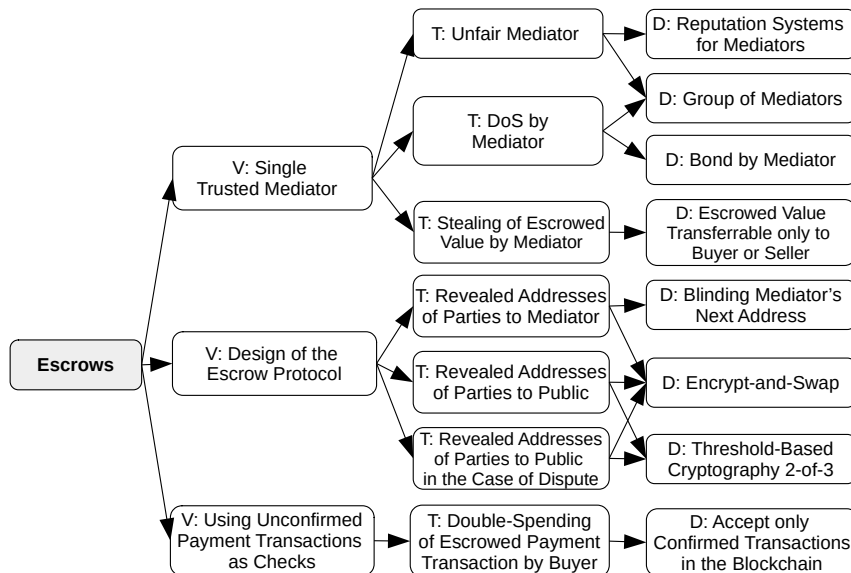 Escrows
V: Single
Trusted Mediator
V: Design of the
Escrow Protocol
V: Using Unconfirmed
Payment Transactions
as Checks
T: Unfair Mediator
T: DoS by
Mediator
T: Stealing of Escrowed
Value by Mediator
T: Revealed Addresses
of Parties to Mediator
T: Revealed Addresses
of Parties to Public
T: Revealed Addresses
of Parties to Public
in the Case of Dispute
T: Double-Spending
of Escrowed Payment
Transaction by Buyer
D: Reputation Systems
for Mediators
D: Group of Mediators
D: Bond by Mediator
D: Escrowed Value
Transferrable only to
Buyer or Seller
D: Blinding Mediator's
Next Address
D: Encrypt-and-Swap
D: Threshold-Based
Cryptography 2-of-3
D: Accept only
Confirmed Transactions
in the Blockchain